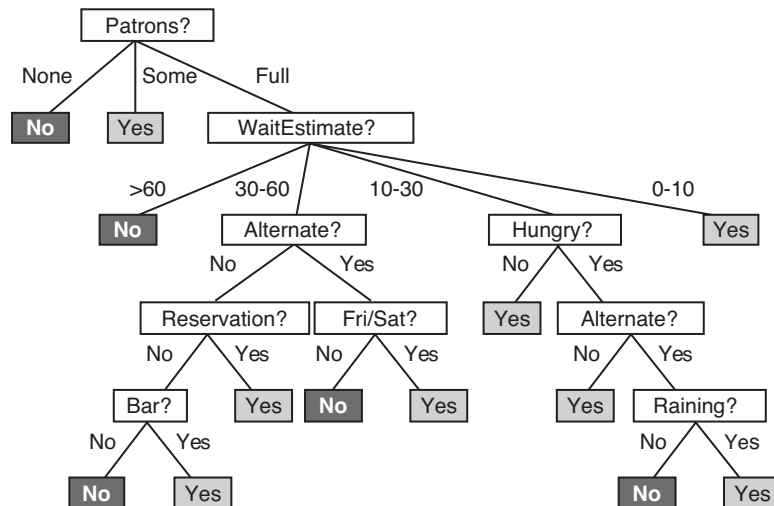 Patrons?
None Some Full
No Yes WaitEstimate?
>60 30-60 10-30 0-10
No Alternate? Hungry? Yes
No Yes No Yes
Reservation? Fri/Sat? Yes Alternate?
No Yes No Yes No Yes
Bar? Yes No Yes Yes Raining?
No Yes No Yes
No Yes No Yes